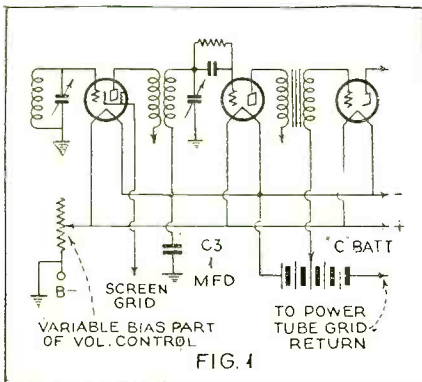 -
+
C3
1
MFD
"C" BATT
B-
SCREEN
GRID
VARIABLE BIAS PART
OF VOL. CONTROL
TO POWER
TUBE GRID
RETURN
FIG. 1